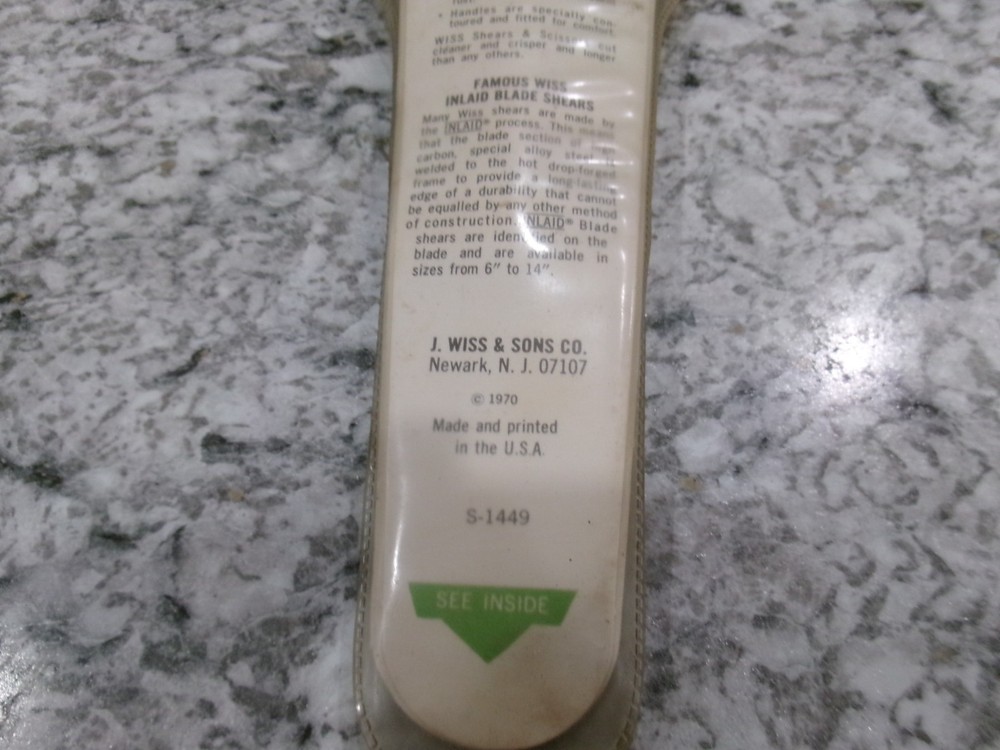 • Handles are specially con-
toured and fitted for comfort.
WISS Shears & Scissors cut
cleaner and crisper and longer
than any others.
FAMOUS WISS
INLAID BLADE SHEARS
Many Wiss shears are made by
the INLAID® process. This means
that the blade section of
carbon, special alloy steel is
welded to the hot drop-forged
frame to provide a long-lasting
edge of a durability that cannot
be equalled by any other method
of construction. INLAID® Blade
shears are identified on the
blade and are available in
sizes from 6" to 14".
J. WISS & SONS CO.
Newark, N. J. 07107
© 1970
Made and printed
in the U.S.A.
S-1449
SEE INSIDE